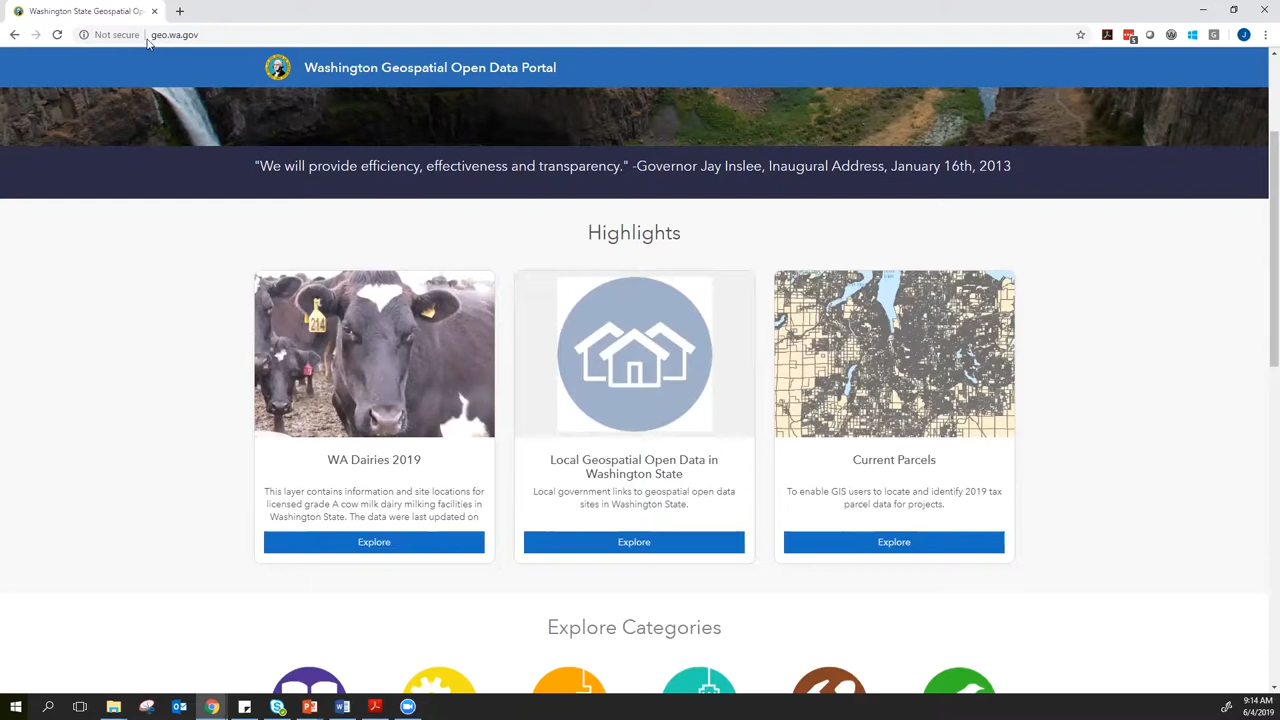 Washington State Geospatial Op
Not secure | geo.wa.gov
Washington Geospatial Open Data Portal
"We will provide efficiency, effectiveness and transparency." -Governor Jay Inslee, Inaugural Address, January 16th, 2013
Highlights
214
WA Dairies 2019
This layer contains information and site locations for
licensed grade A cow milk dairy milking facilities in
Washington State. The data were last updated on
Explore
Local Geospatial Open Data in
Washington State
Local government links to geospatial open data
sites in Washington State.
Explore
Current Parcels
To enable GIS users to locate and identify 2019 tax
parcel data for projects.
Explore
Explore Categories
9:14 AM
6/4/2019